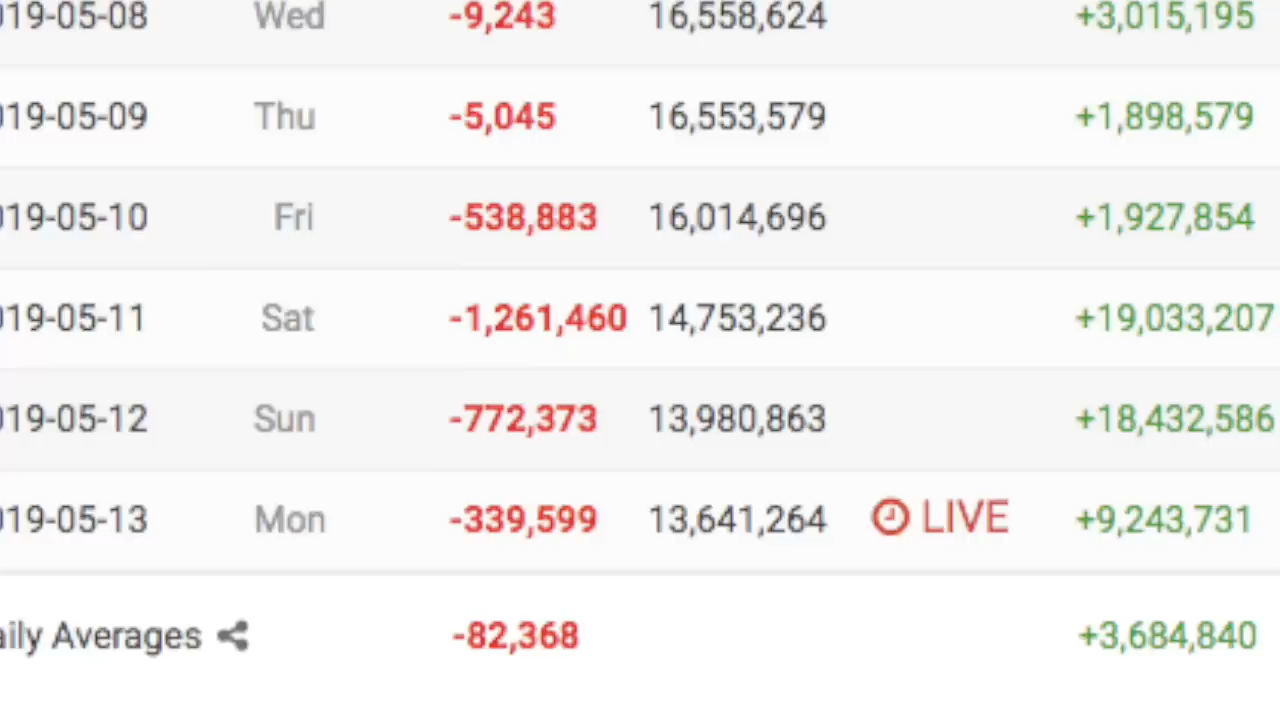 019-05-08 Wed -9,243 16,558,624 +3,015,195
019-05-09 Thu -5,045 16,553,579 +1,898,579
019-05-10 Fri -538,883 16,014,696 +1,927,854
019-05-11 Sat -1,261,460 14,753,236 +19,033,207
019-05-12 Sun -772,373 13,980,863 +18,432,586
019-05-13 Mon -339,599 13,641,264 LIVE +9,243,731
aily Averages -82,368 +3,684,840